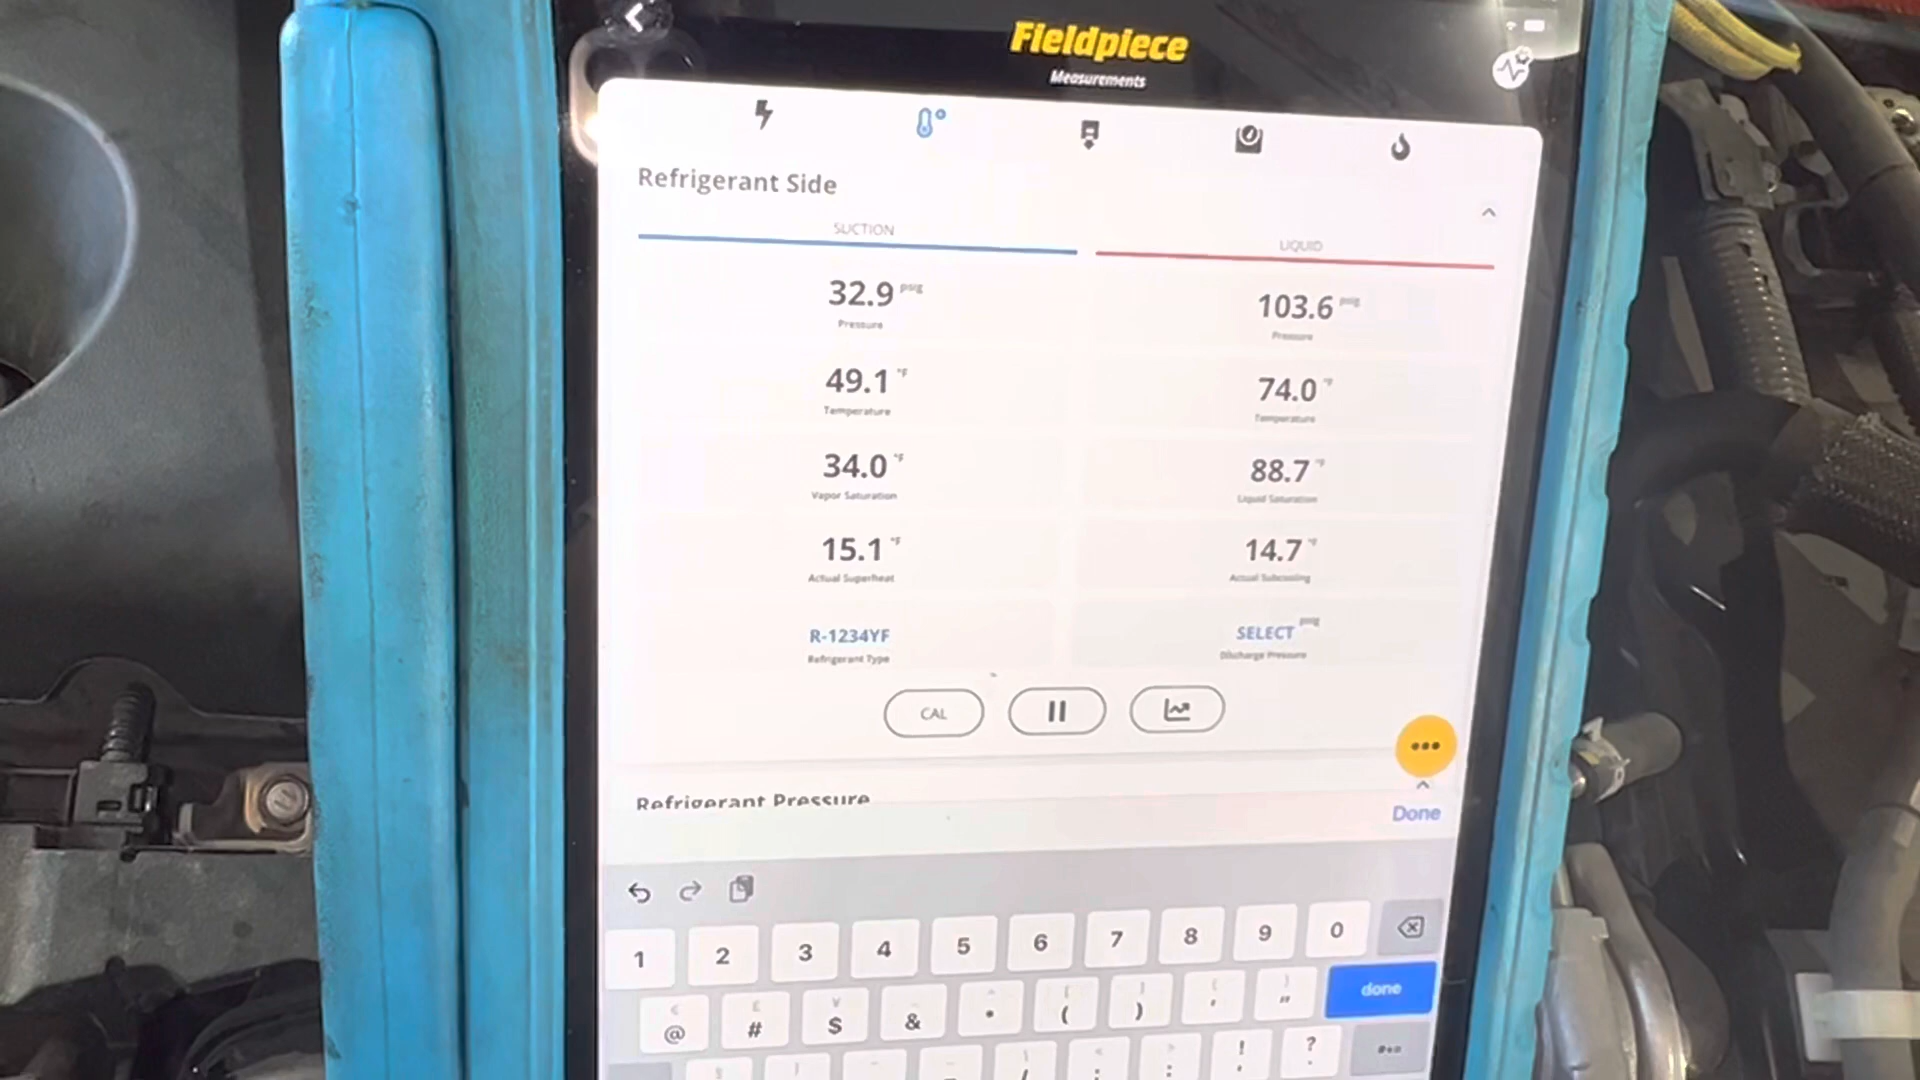 Fieldpiece
Measurements
Refrigerant Side
SUCTION
LIQUID
32.9 psig
Pressure
103.6 psig
Pressure
49.1 °F
Temperature
74.0 °F
Temperature
34.0 °F
Vapor Saturation
88.7 °F
Liquid Saturation
15.1 °F
Actual Superheat
14.7 °F
Actual Subcooling
R-1234YF
Refrigerant Type
SELECT psig
Discharge Pressure
CAL
Refrigerant Pressure
Done
1 2 3 4 5 6 7 8 9 0
@ # $ & * ( ) ' "
done
! ?
#+=